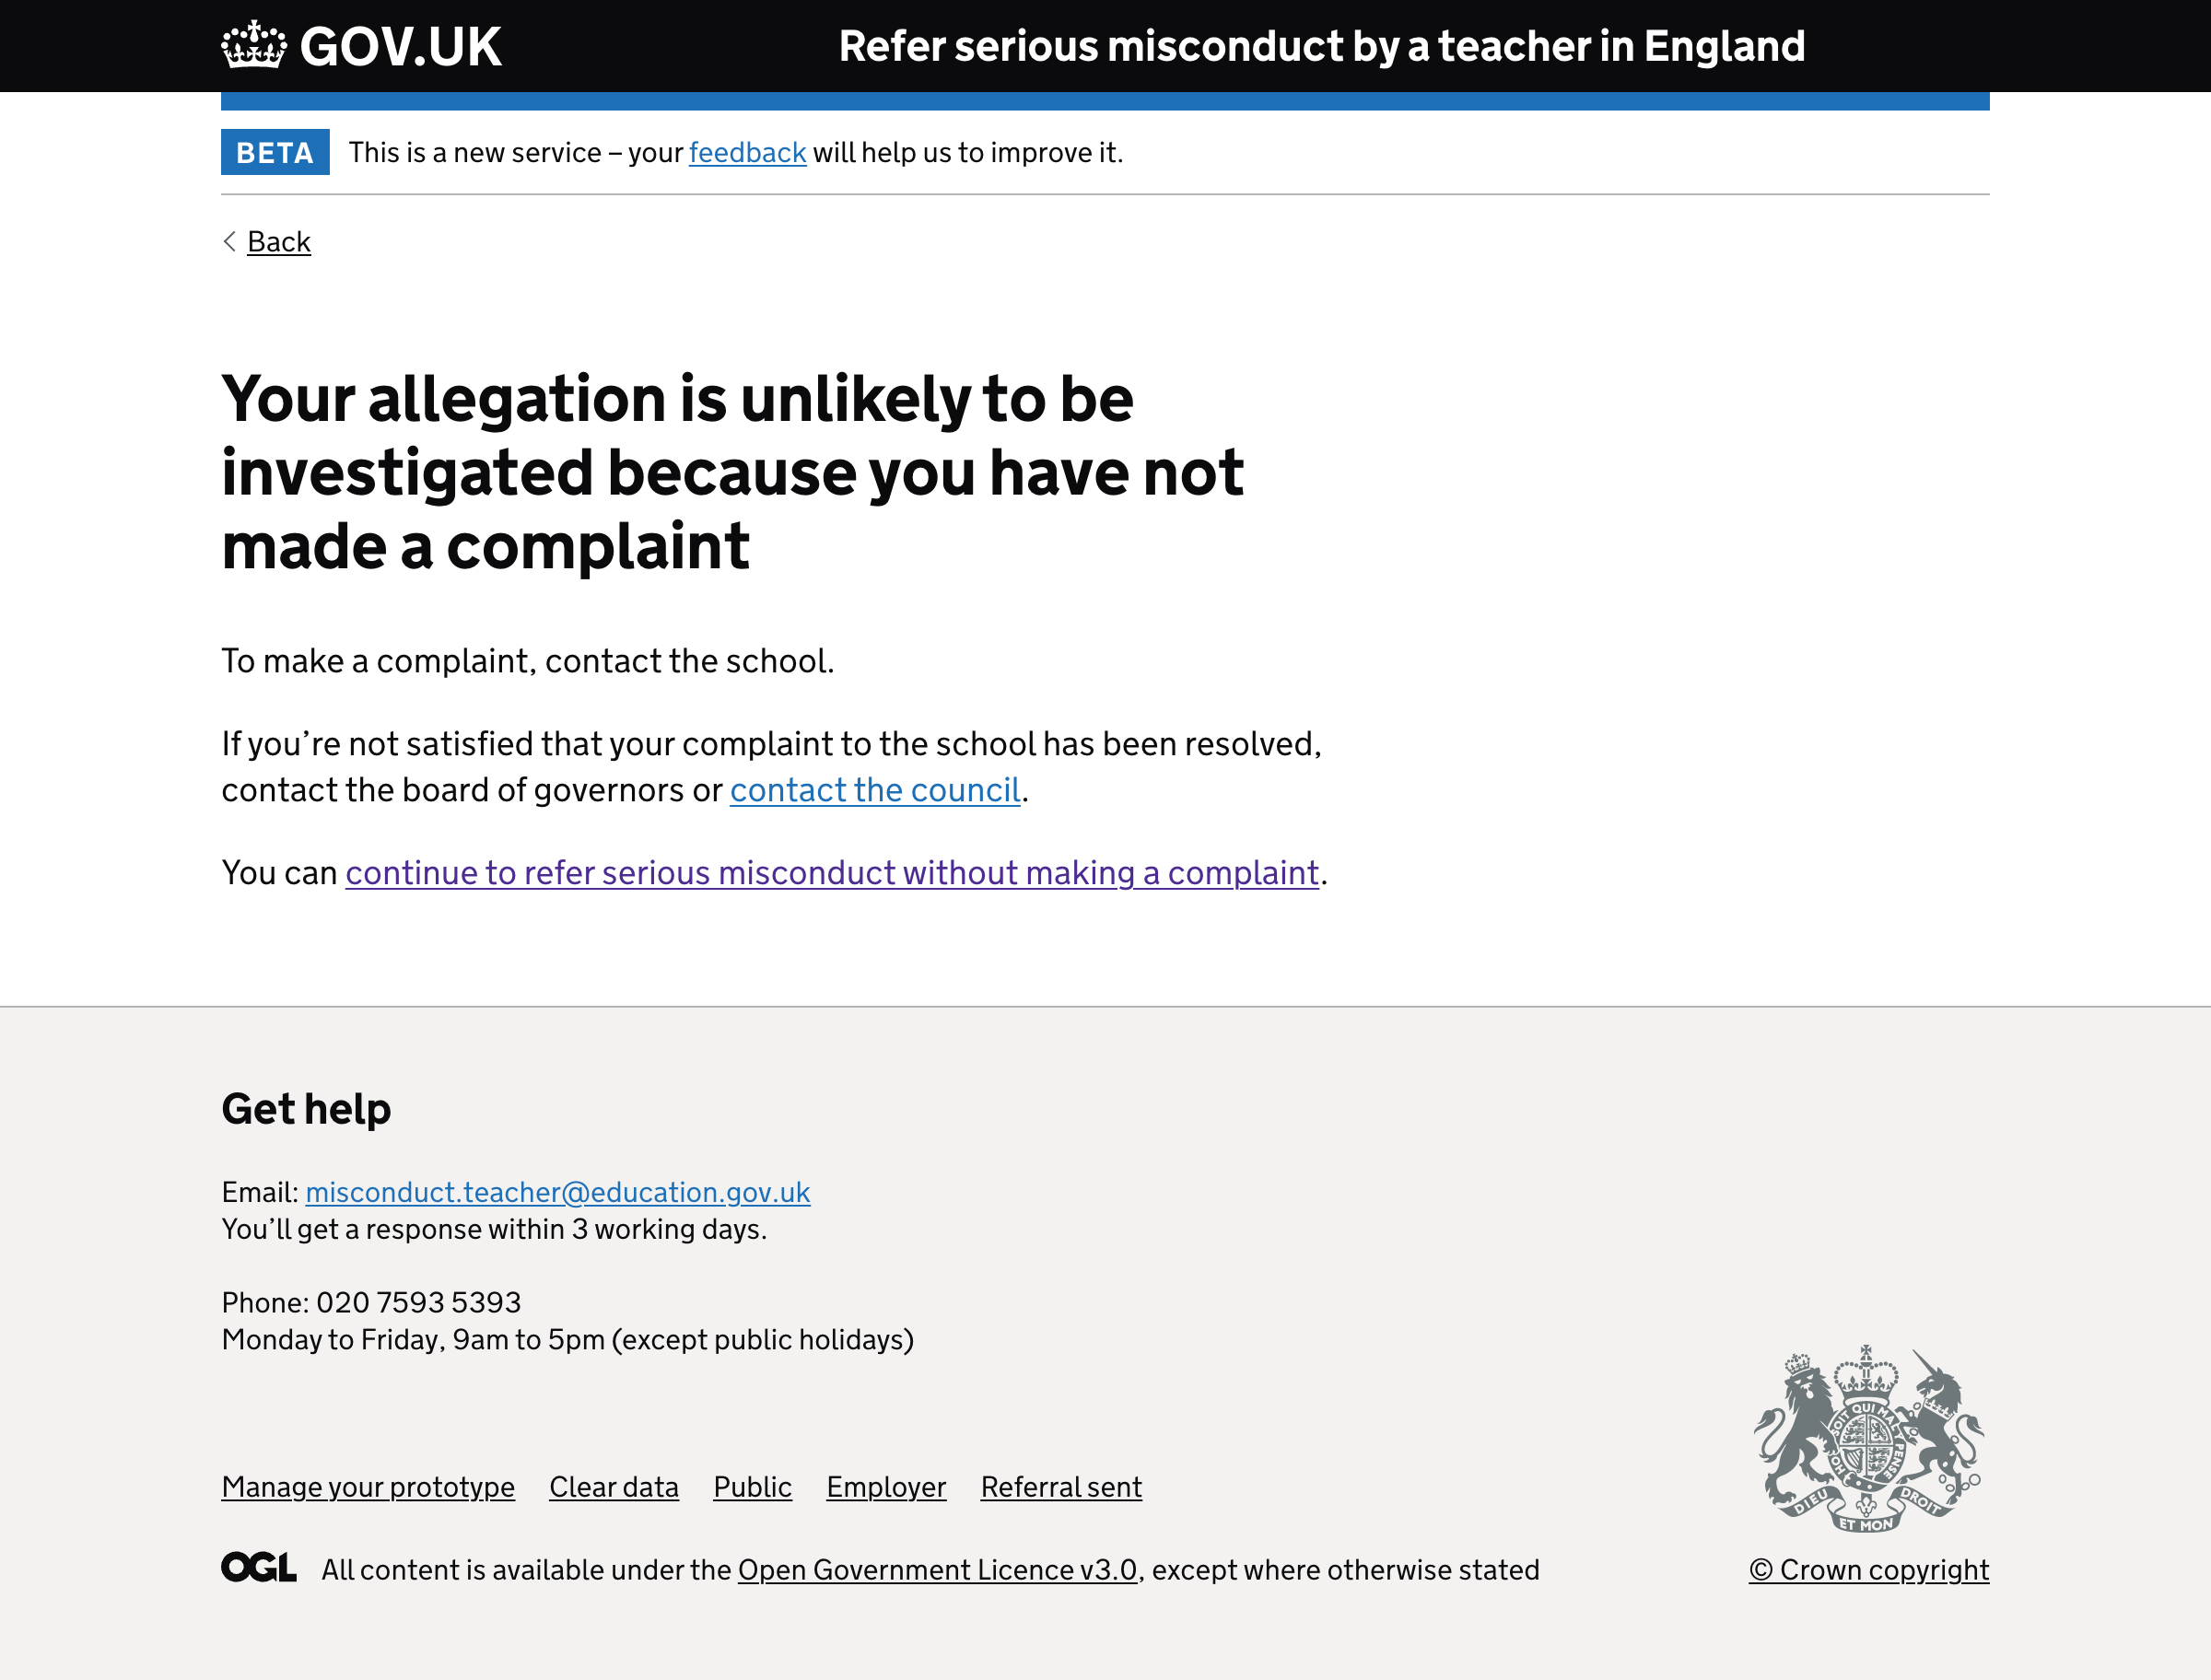 GOV.UK
Refer serious misconduct by a teacher in England
BETA
This is a new service – your feedback will help us to improve it.
Back
Your allegation is unlikely to be
investigated because you have not
made a complaint
To make a complaint, contact the school.
If you’re not satisfied that your complaint to the school has been resolved,
contact the board of governors or contact the council.
You can continue to refer serious misconduct without making a complaint.
Get help
Email: misconduct.teacher@education.gov.uk
You’ll get a response within 3 working days.
Phone: 020 7593 5393
Monday to Friday, 9am to 5pm (except public holidays)
SOIT QUI MAL
PENSE
HO
DIEU
ET MON
DROIT
Manage your prototype
Clear data
Public
Employer
Referral sent
OGL
All content is available under the Open Government Licence v3.0, except where otherwise stated
© Crown copyright